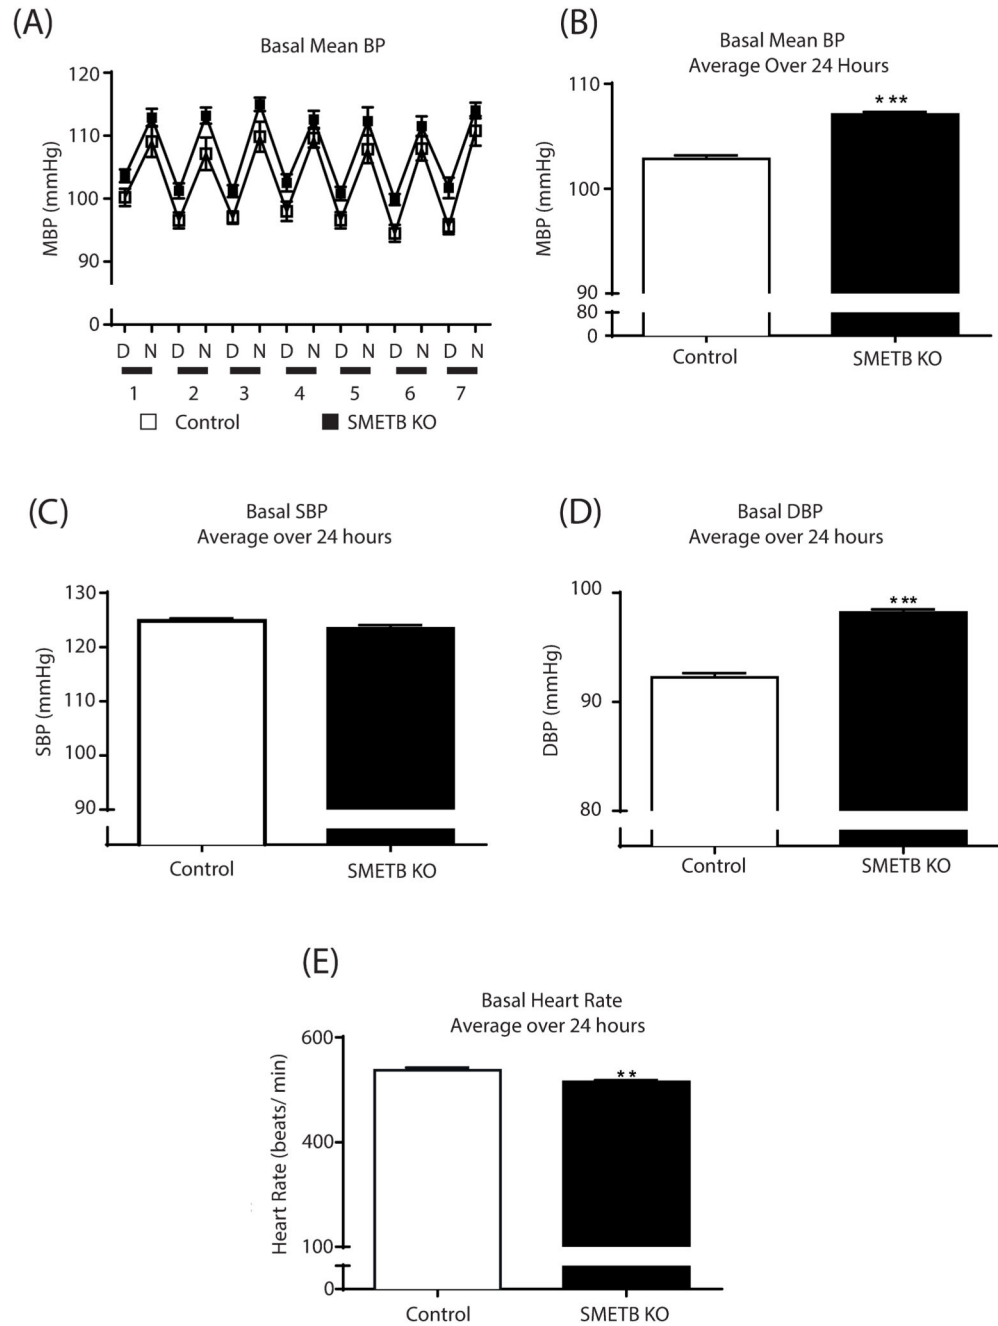 (A)
Basal Mean BP
MBP (mmHg)
120
110
100
90
0
D N D N D N D N D N D N D N
1 2 3 4 5 6 7
Control SMETB KO
(B)
Basal Mean BP
Average Over 24 Hours
MBP (mmHg)
110
100
90
80
0
* **
Control SMETB KO
(C)
Basal SBP
Average over 24 hours
SBP (mmHg)
130
120
110
100
90
Control SMETB KO
(D)
Basal DBP
Average over 24 hours
DBP (mmHg)
100
90
80
* **
Control SMETB KO
(E)
Basal Heart Rate
Average over 24 hours
Heart Rate (beats/ min)
600
400
100
0
* *
Control SMETB KO